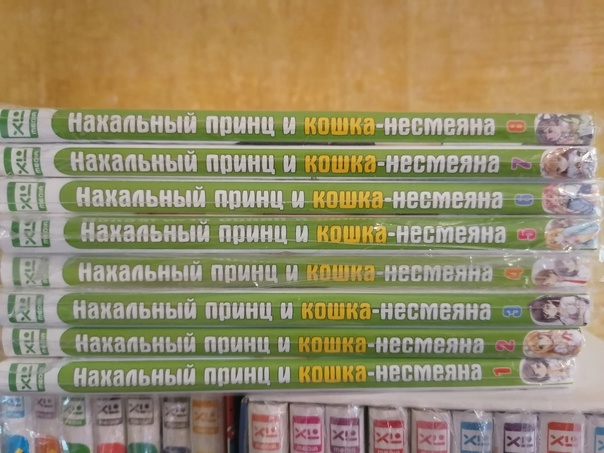 Нахальный принц и кошка-несмеяна 8
Нахальный принц и кошка-несмеяна 7
Нахальный принц и кошка-несмеяна 6
Нахальный принц и кошка-несмеяна 5
Нахальный принц и кошка-несмеяна 4
Нахальный принц и кошка-несмеяна 3
Нахальный принц и кошка-несмеяна 2
Нахальный принц и кошка-несмеяна 1